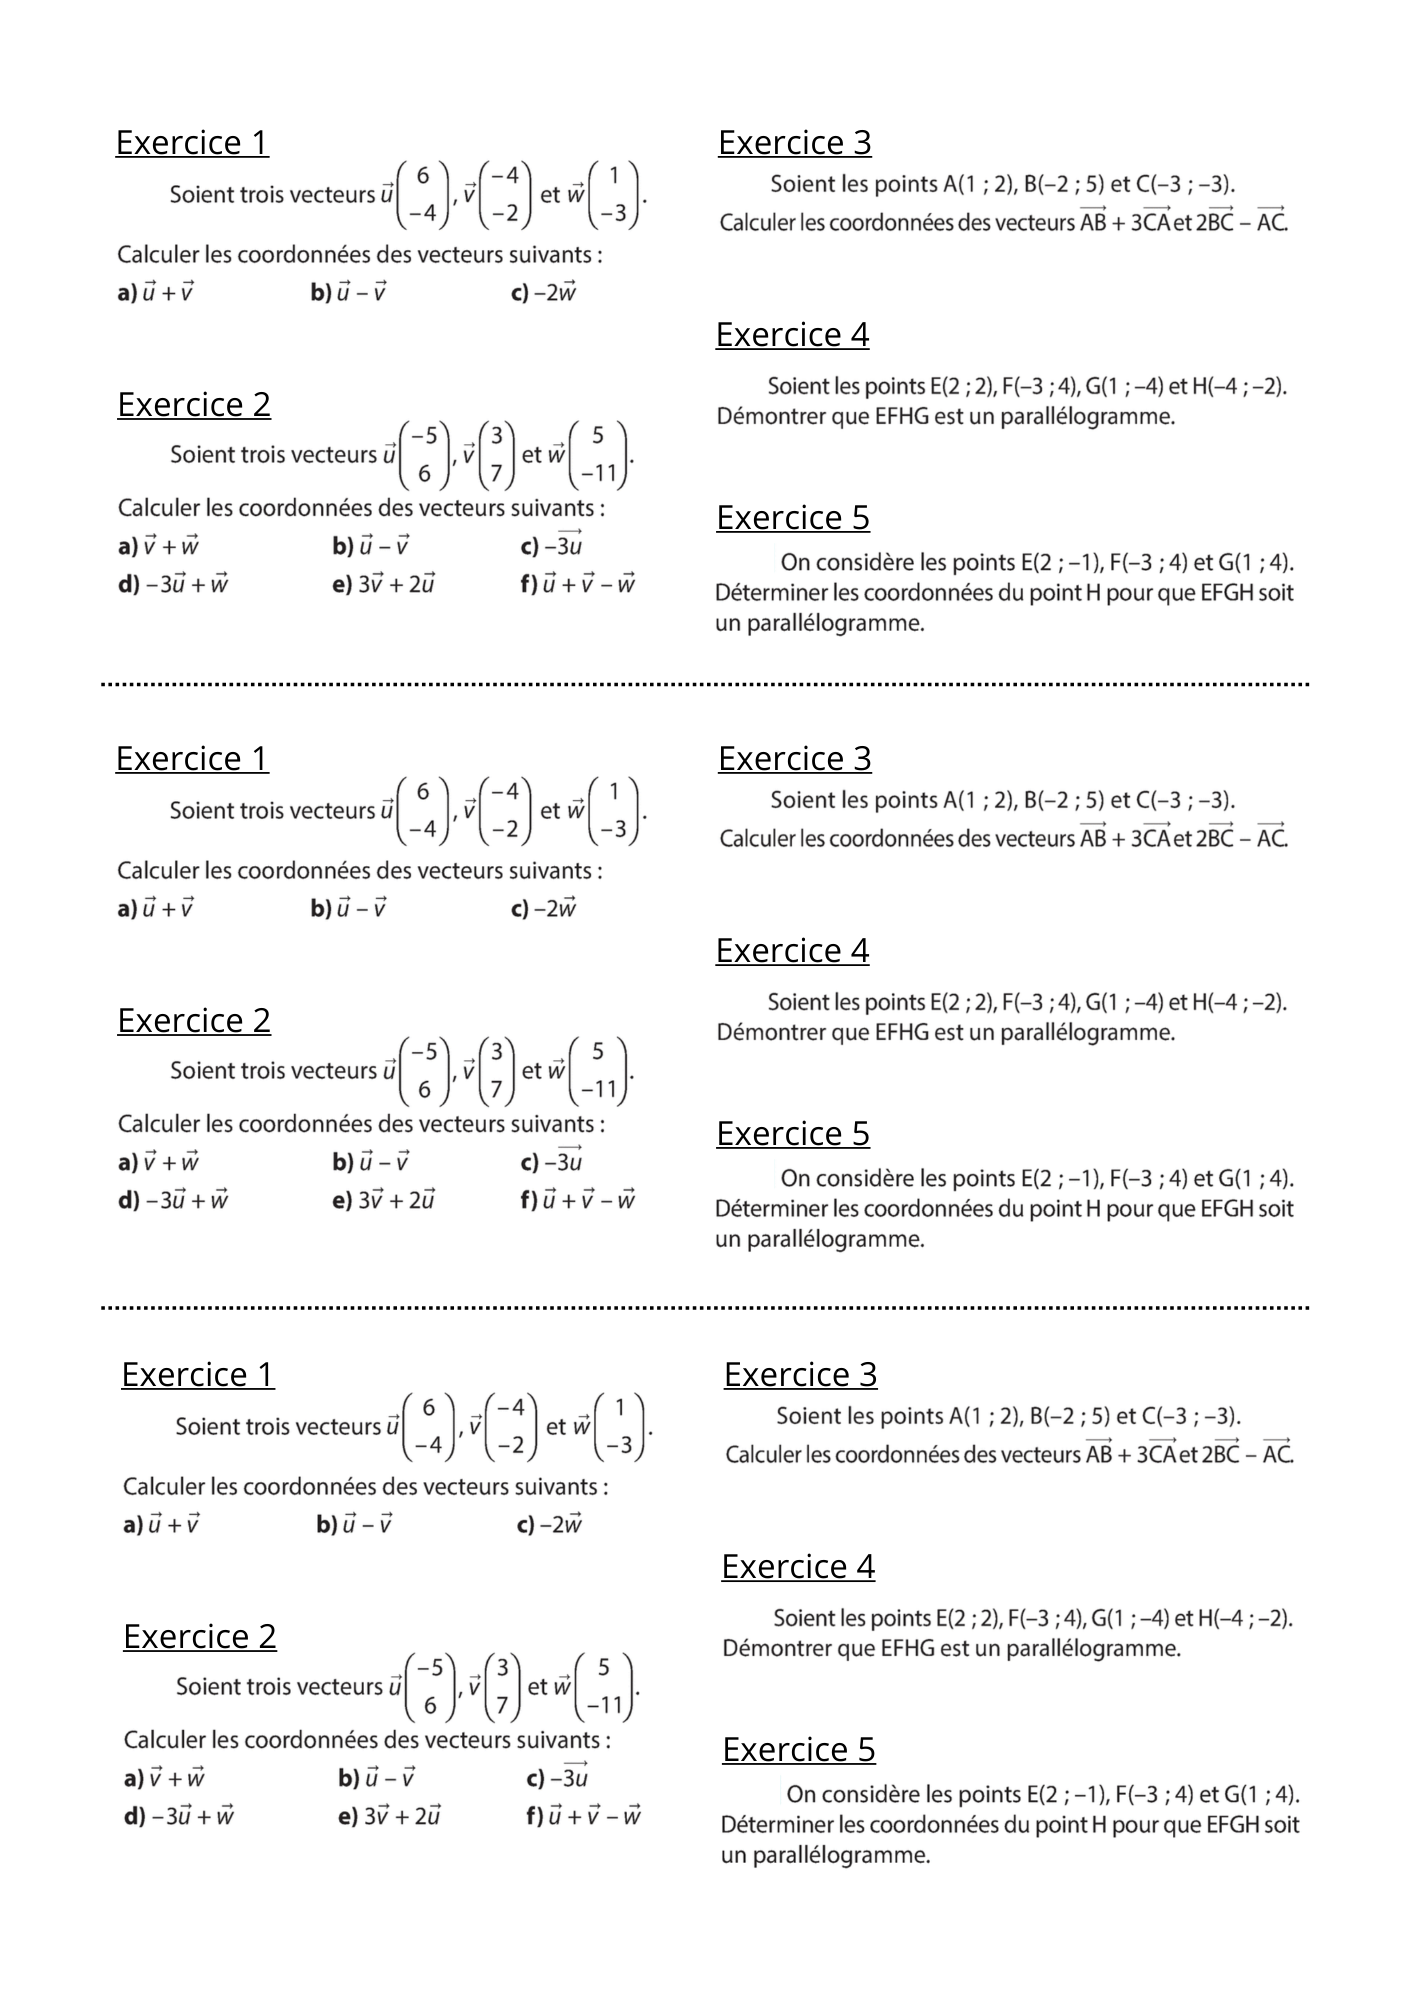 Exercice 1
Soient trois vecteurs u⃗(6 ; −4), v⃗(−4 ; −2) et w⃗(1 ; −3).
Calculer les coordonnées des vecteurs suivants :
a) u⃗ + v⃗ b) u⃗ − v⃗ c) −2w⃗
Exercice 2
Soient trois vecteurs u⃗(−5 ; 6), v⃗(3 ; 7) et w⃗(5 ; −11).
Calculer les coordonnées des vecteurs suivants :
a) v⃗ + w⃗ b) u⃗ − v⃗ c) −3u⃗
d) −3u⃗ + w⃗ e) 3v⃗ + 2u⃗ f) u⃗ + v⃗ − w⃗
Exercice 3
Soient les points A(1 ; 2), B(−2 ; 5) et C(−3 ; −3).
Calculer les coordonnées des vecteurs AB⃗ + 3CA⃗ et 2BC⃗ − AC⃗.
Exercice 4
Soient les points E(2 ; 2), F(−3 ; 4), G(1 ; −4) et H(−4 ; −2).
Démontrer que EFHG est un parallélogramme.
Exercice 5
On considère les points E(2 ; −1), F(−3 ; 4) et G(1 ; 4).
Déterminer les coordonnées du point H pour que EFGH soit
un parallélogramme.
Exercice 1
Soient trois vecteurs u⃗(6 ; −4), v⃗(−4 ; −2) et w⃗(1 ; −3).
Calculer les coordonnées des vecteurs suivants :
a) u⃗ + v⃗ b) u⃗ − v⃗ c) −2w⃗
Exercice 2
Soient trois vecteurs u⃗(−5 ; 6), v⃗(3 ; 7) et w⃗(5 ; −11).
Calculer les coordonnées des vecteurs suivants :
a) v⃗ + w⃗ b) u⃗ − v⃗ c) −3u⃗
d) −3u⃗ + w⃗ e) 3v⃗ + 2u⃗ f) u⃗ + v⃗ − w⃗
Exercice 3
Soient les points A(1 ; 2), B(−2 ; 5) et C(−3 ; −3).
Calculer les coordonnées des vecteurs AB⃗ + 3CA⃗ et 2BC⃗ − AC⃗.
Exercice 4
Soient les points E(2 ; 2), F(−3 ; 4), G(1 ; −4) et H(−4 ; −2).
Démontrer que EFHG est un parallélogramme.
Exercice 5
On considère les points E(2 ; −1), F(−3 ; 4) et G(1 ; 4).
Déterminer les coordonnées du point H pour que EFGH soit
un parallélogramme.
Exercice 1
Soient trois vecteurs u⃗(6 ; −4), v⃗(−4 ; −2) et w⃗(1 ; −3).
Calculer les coordonnées des vecteurs suivants :
a) u⃗ + v⃗ b) u⃗ − v⃗ c) −2w⃗
Exercice 2
Soient trois vecteurs u⃗(−5 ; 6), v⃗(3 ; 7) et w⃗(5 ; −11).
Calculer les coordonnées des vecteurs suivants :
a) v⃗ + w⃗ b) u⃗ − v⃗ c) −3u⃗
d) −3u⃗ + w⃗ e) 3v⃗ + 2u⃗ f) u⃗ + v⃗ − w⃗
Exercice 3
Soient les points A(1 ; 2), B(−2 ; 5) et C(−3 ; −3).
Calculer les coordonnées des vecteurs AB⃗ + 3CA⃗ et 2BC⃗ − AC⃗.
Exercice 4
Soient les points E(2 ; 2), F(−3 ; 4), G(1 ; −4) et H(−4 ; −2).
Démontrer que EFHG est un parallélogramme.
Exercice 5
On considère les points E(2 ; −1), F(−3 ; 4) et G(1 ; 4).
Déterminer les coordonnées du point H pour que EFGH soit
un parallélogramme.